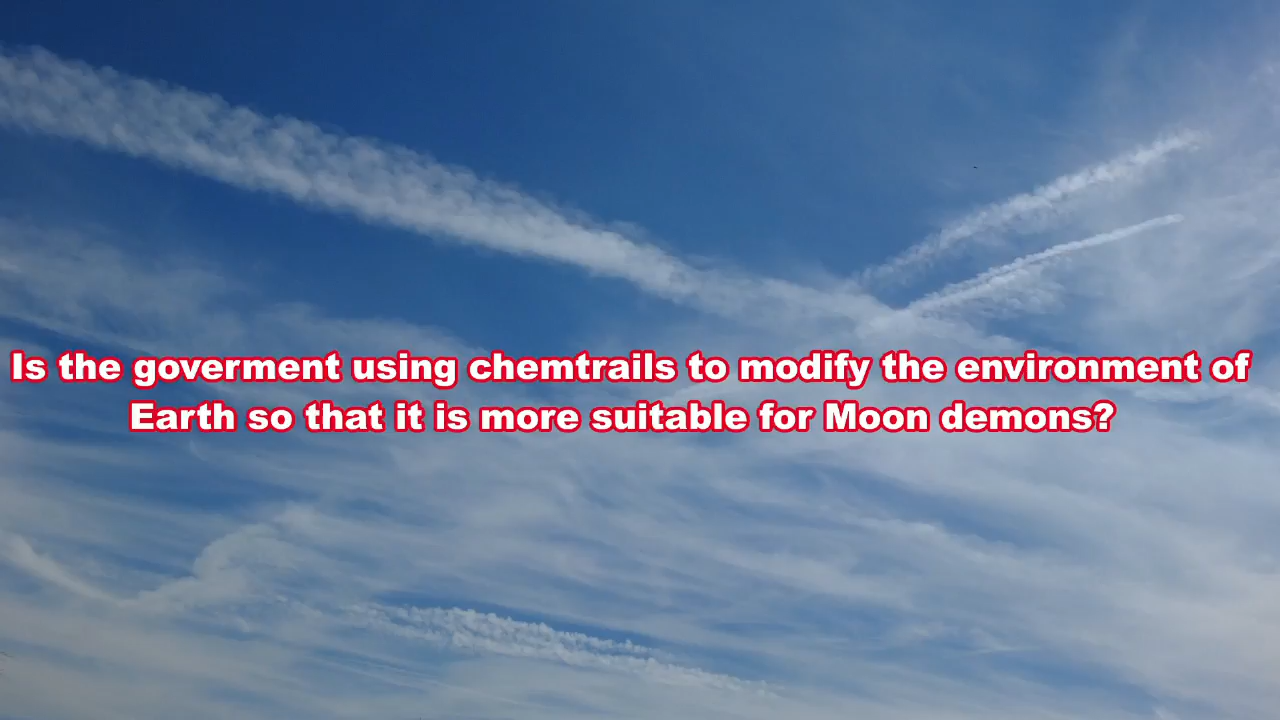 Is the goverment using chemtrails to modify the environment of
Earth so that it is more suitable for Moon demons?